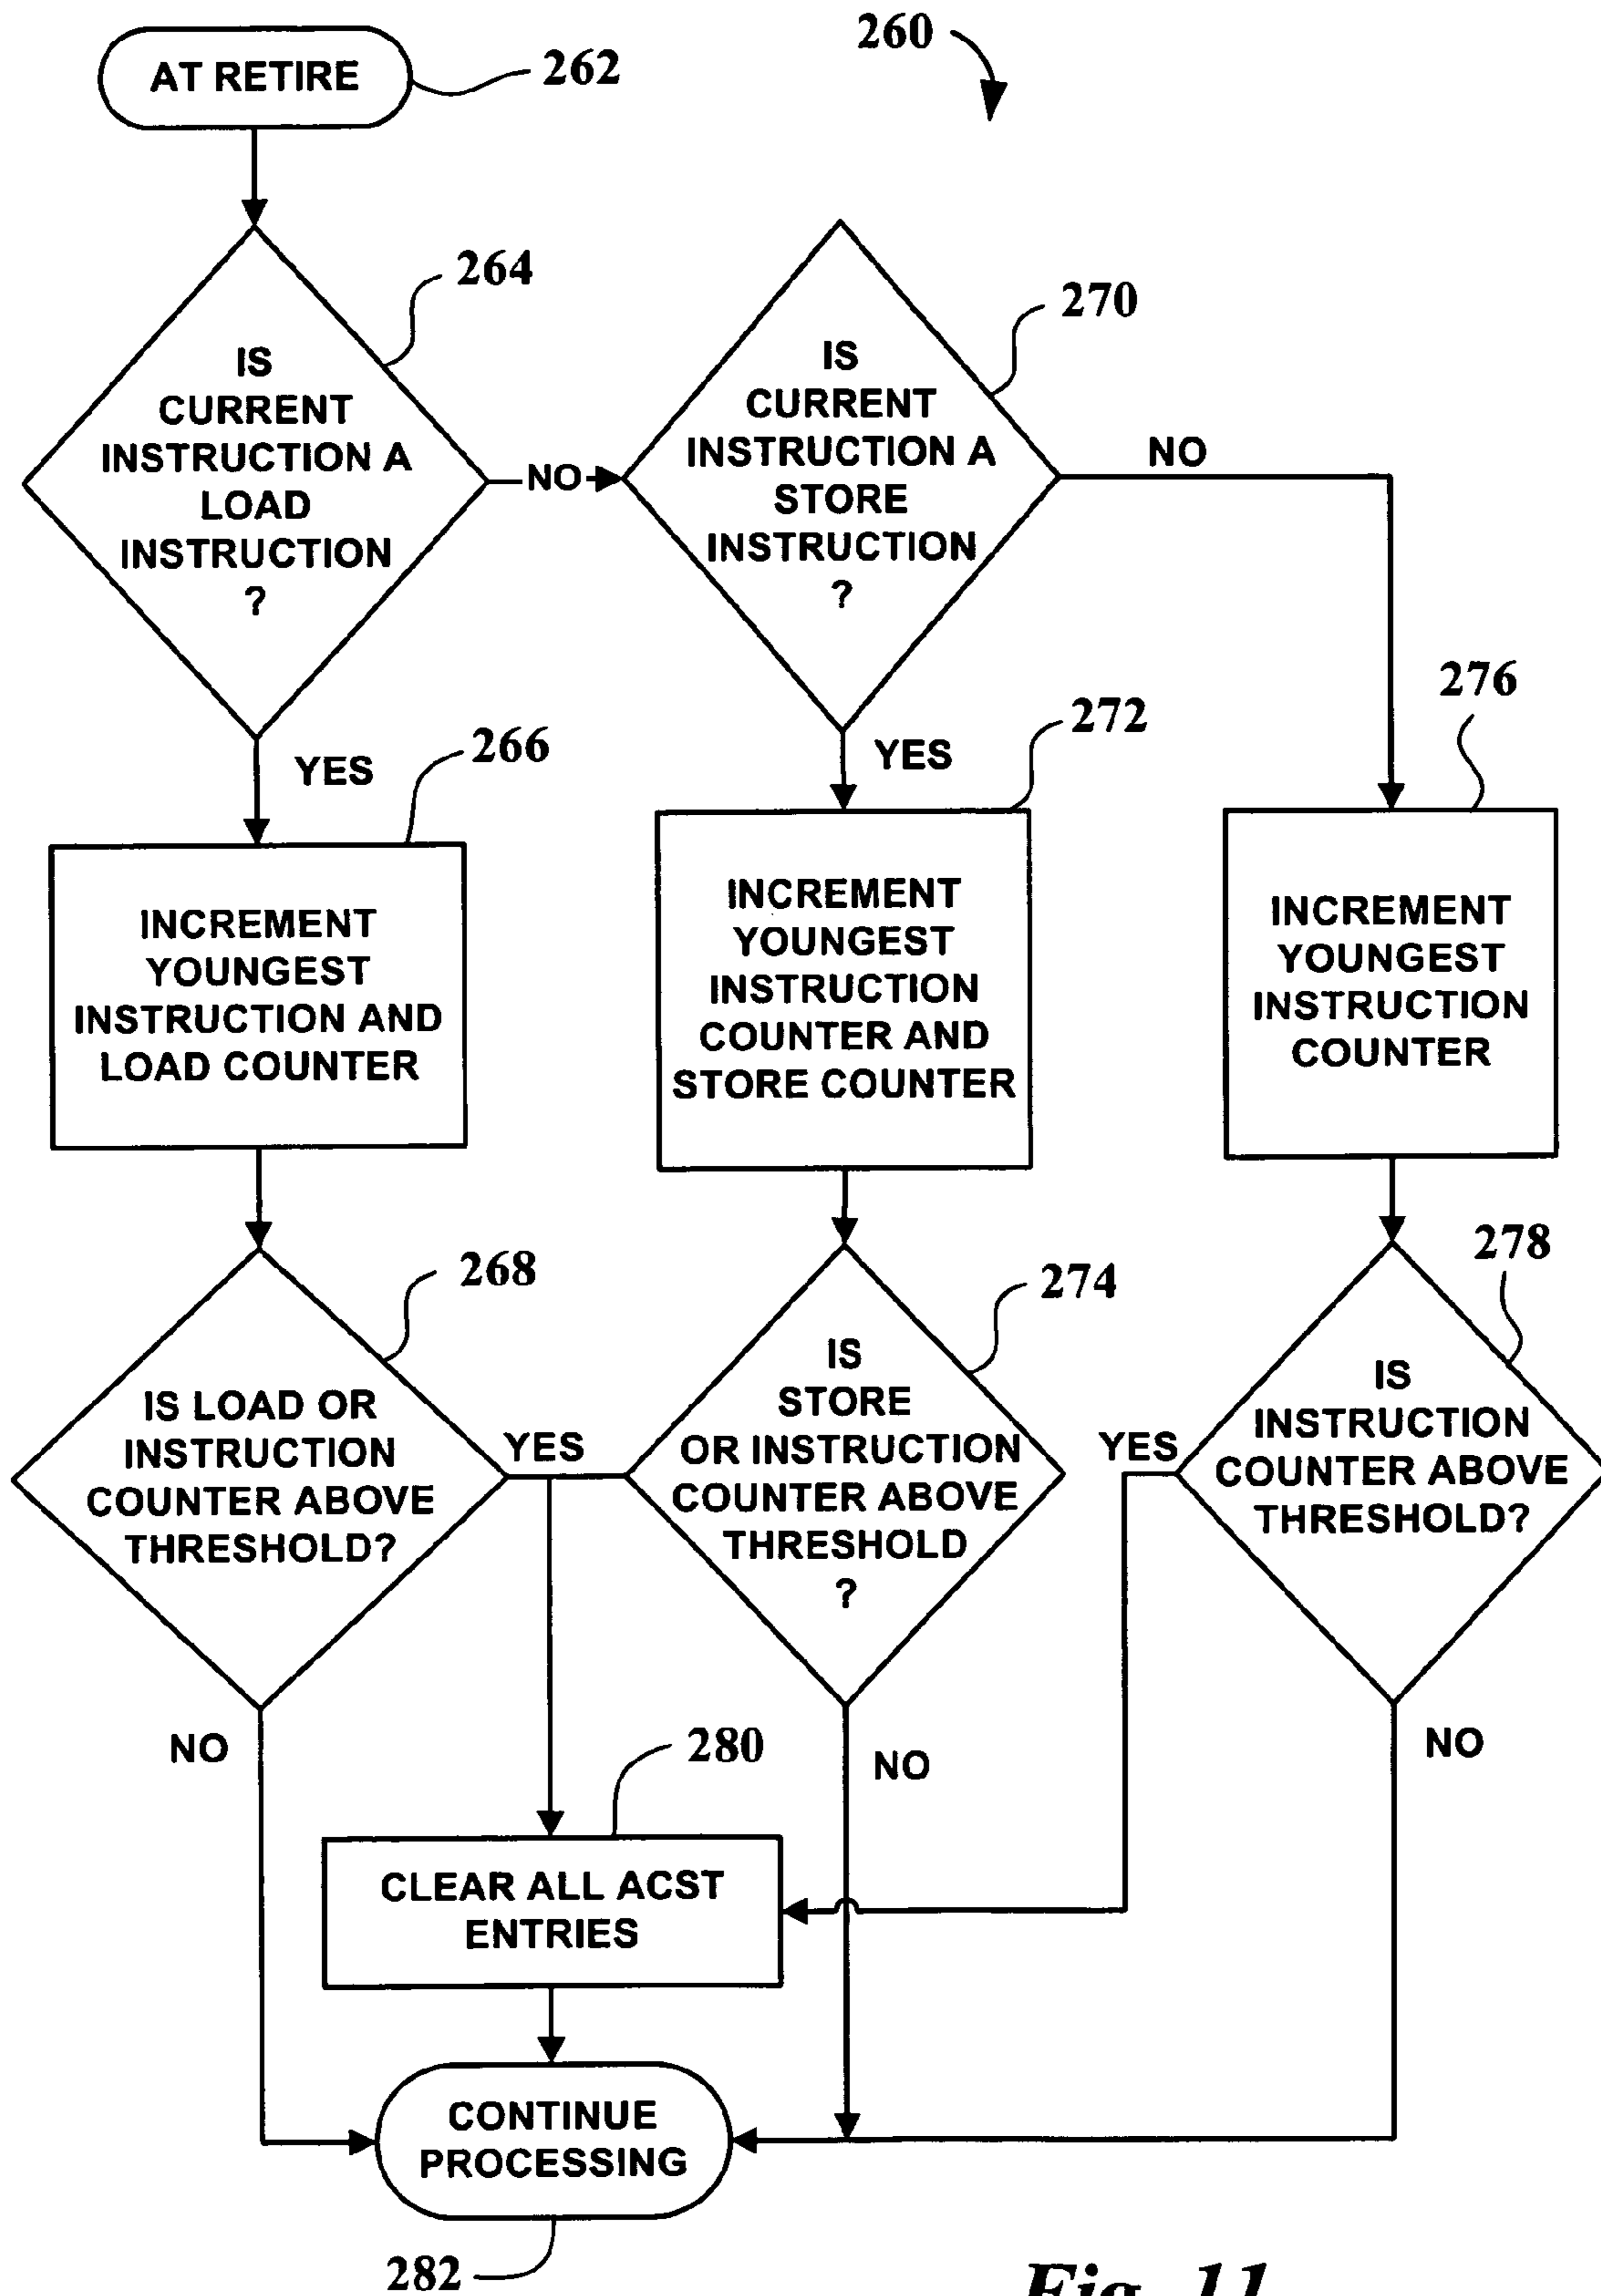 260
AT RETIRE
262
264
IS
CURRENT
INSTRUCTION A
LOAD
INSTRUCTION
?
NO
270
IS
CURRENT
INSTRUCTION A
STORE
INSTRUCTION
?
NO
YES
266
INCREMENT
YOUNGEST
INSTRUCTION AND
LOAD COUNTER
YES
272
INCREMENT
YOUNGEST
INSTRUCTION
COUNTER AND
STORE COUNTER
276
INCREMENT
YOUNGEST
INSTRUCTION
COUNTER
268
IS LOAD OR
INSTRUCTION
COUNTER ABOVE
THRESHOLD?
YES
274
IS
STORE
OR INSTRUCTION
COUNTER ABOVE
THRESHOLD
?
278
YES
IS
INSTRUCTION
COUNTER ABOVE
THRESHOLD?
NO
280
NO
NO
CLEAR ALL ACST
ENTRIES
CONTINUE
PROCESSING
282
Fig. 11